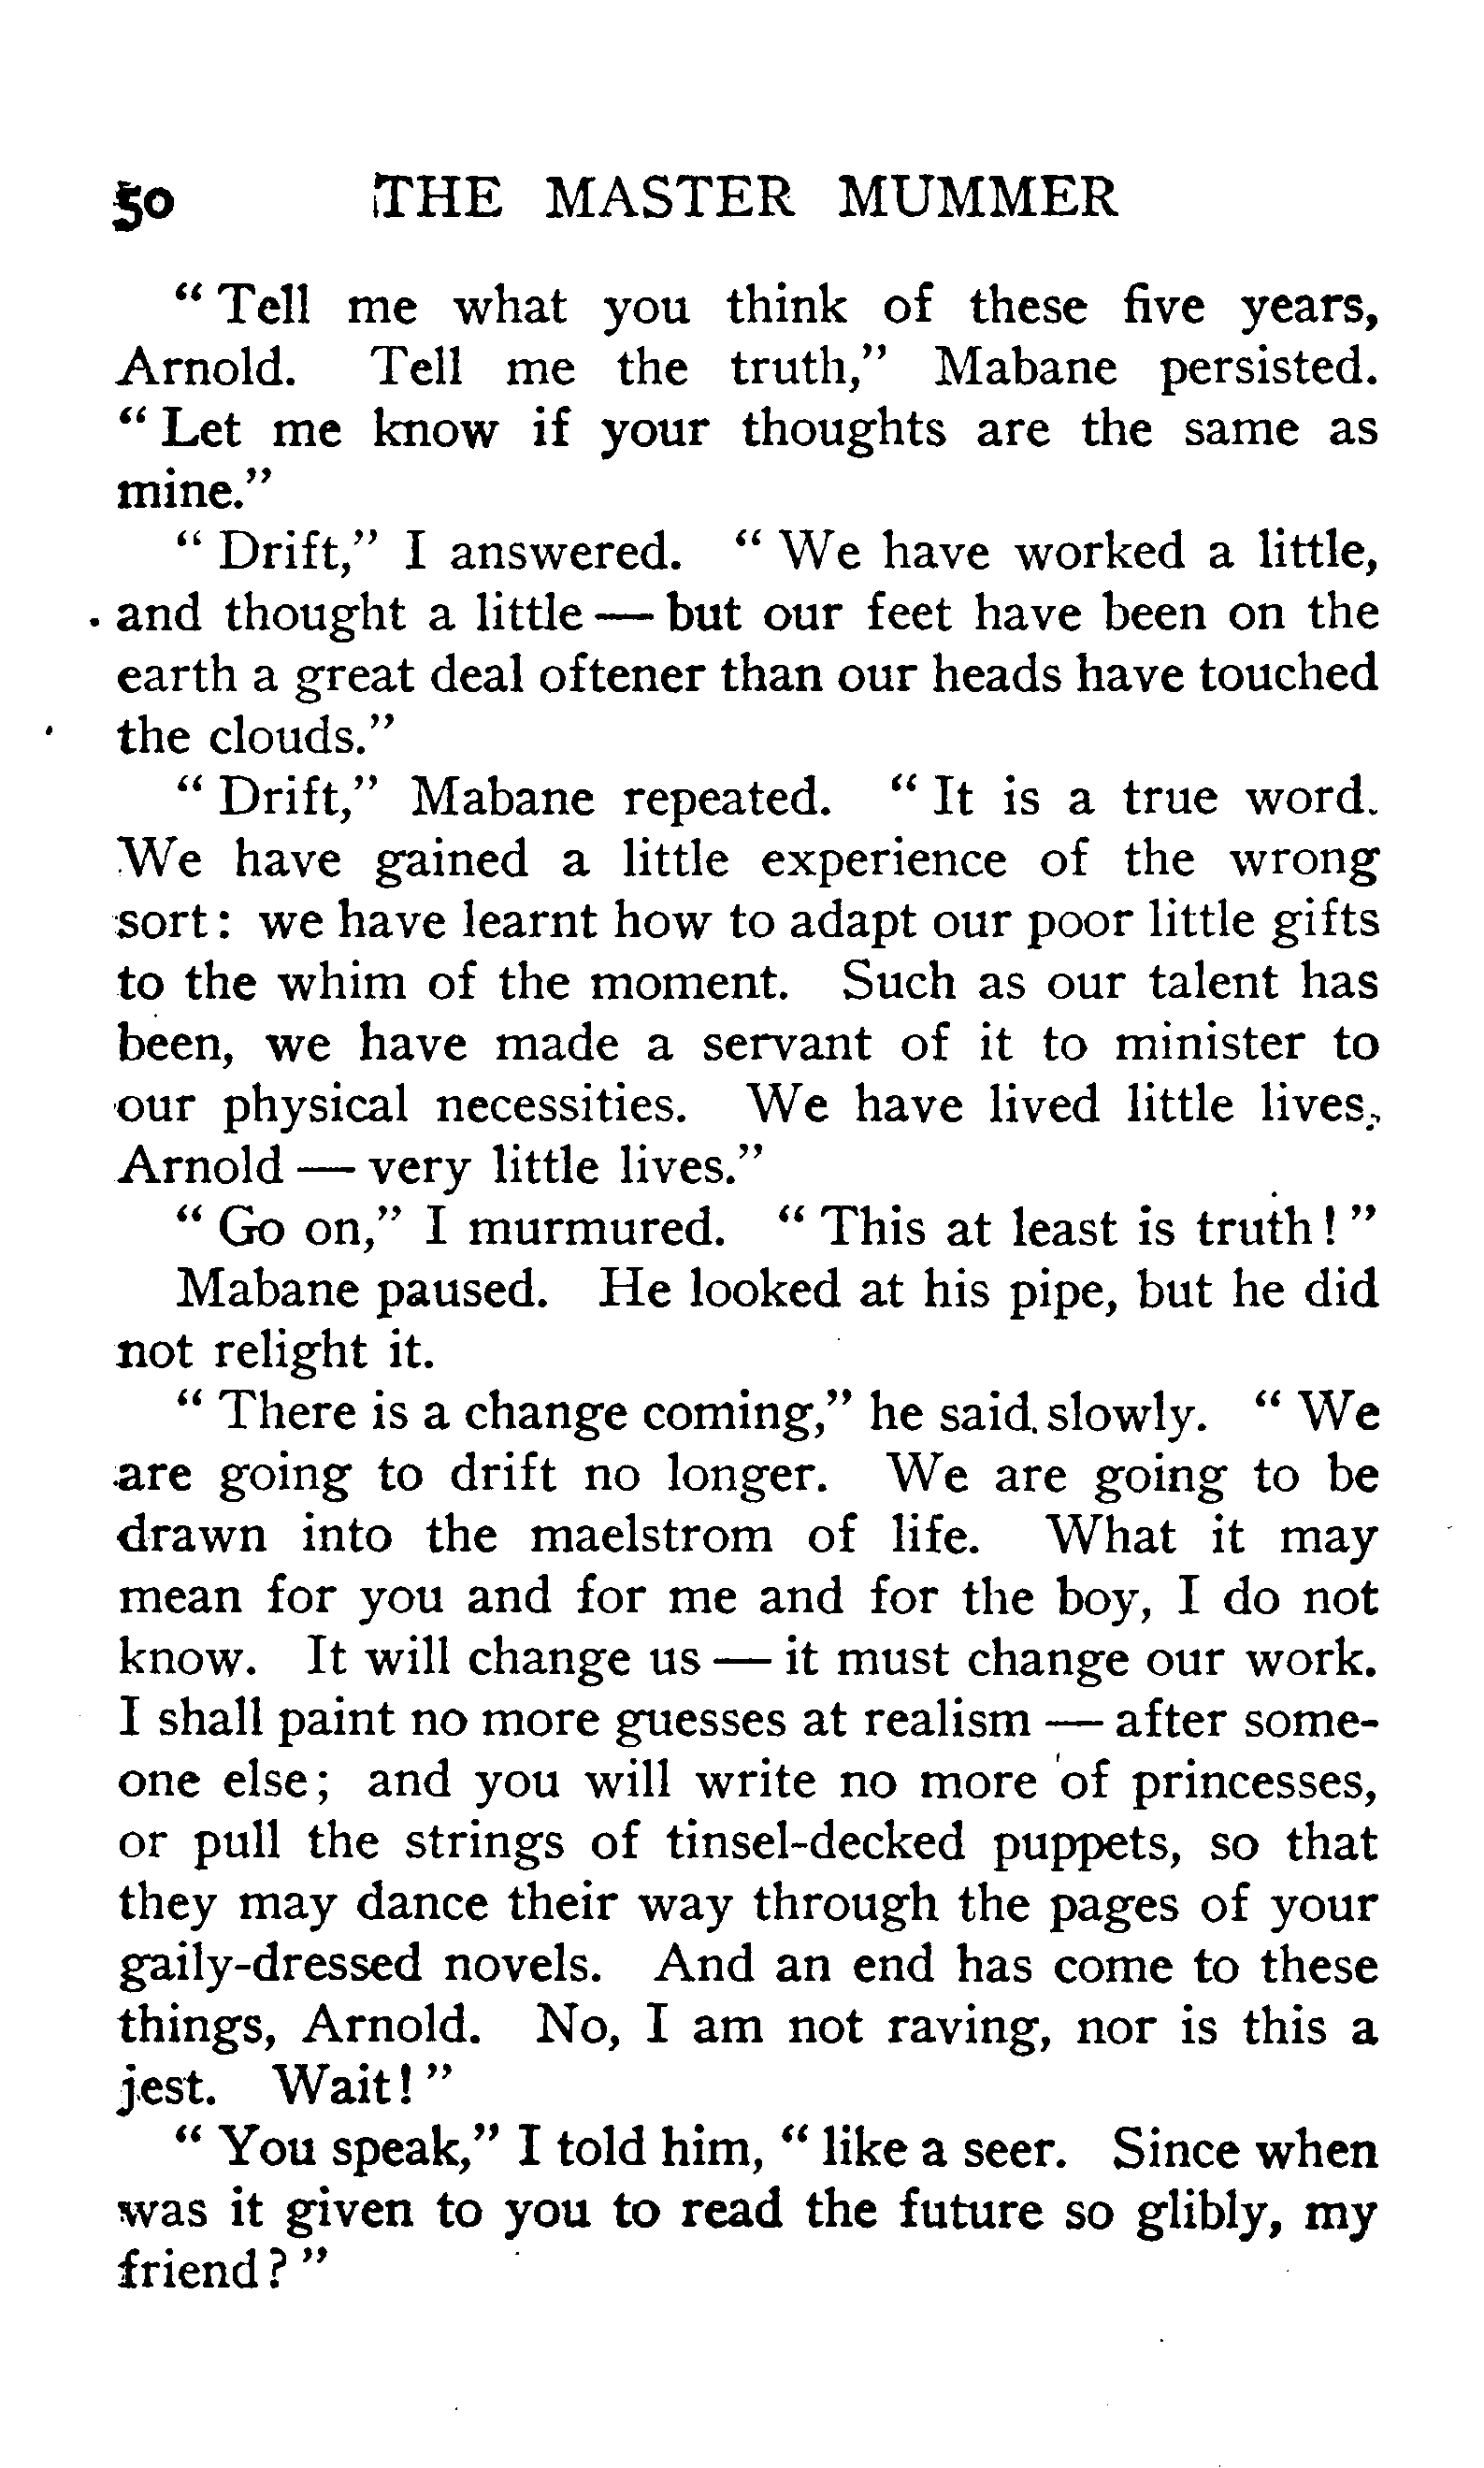 50 THE MASTER MUMMER
" Tell me what you think of these five years,
Arnold. Tell me the truth," Mabane persisted.
" Let me know if your thoughts are the same as
mine."
" Drift," I answered. " We have worked a little,
and thought a little — but our feet have been on the
earth a great deal oftener than our heads have touched
the clouds."
" Drift," Mabane repeated. " It is a true word.
We have gained a little experience of the wrong
sort : we have learnt how to adapt our poor little gifts
to the whim of the moment. Such as our talent has
been, we have made a servant of it to minister to
our physical necessities. We have lived little lives,
Arnold — very little lives."
" Go on," I murmured. " This at least is truth ! "
Mabane paused. He looked at his pipe, but he did
not relight it.
" There is a change coming," he said slowly. " We
are going to drift no longer. We are going to be
drawn into the maelstrom of life. What it may
mean for you and for me and for the boy, I do not
know. It will change us — it must change our work.
I shall paint no more guesses at realism — after some-
one else ; and you will write no more of princesses,
or pull the strings of tinsel-decked puppets, so that
they may dance their way through the pages of your
gaily-dressed novels. And an end has come to these
things, Arnold. No, I am not raving, nor is this a
jest. Wait ! "
" You speak," I told him, " like a seer. Since when
was it given to you to read the future so glibly, my
friend ? "